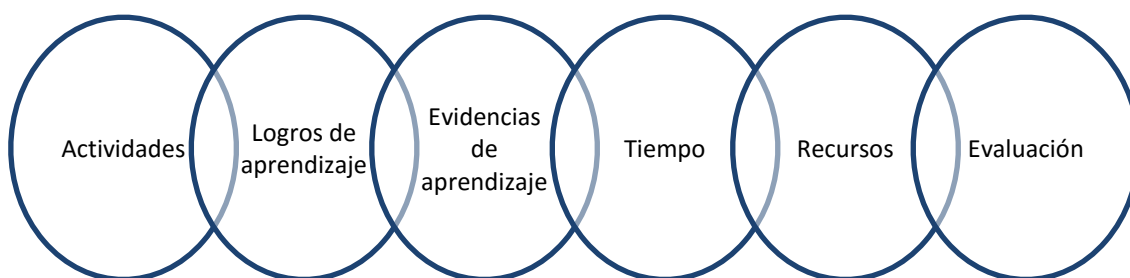 Actividades
Logros de
aprendizaje
Evidencias
de
aprendizaje
Tiempo
Recursos
Evaluación